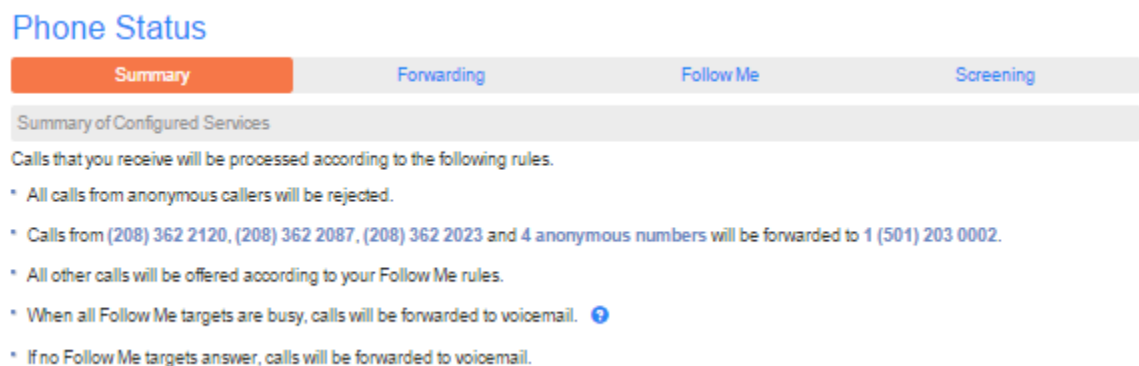 Phone Status
Summary Forwarding Follow Me Screening
Summary of Configured Services
Calls that you receive will be processed according to the following rules.
All calls from anonymous callers will be rejected.
Calls from (208) 362 2120, (208) 362 2087, (208) 362 2023 and 4 anonymous numbers will be forwarded to 1 (501) 203 0002.
All other calls will be offered according to your Follow Me rules.
When all Follow Me targets are busy, calls will be forwarded to voicemail. ?
If no Follow Me targets answer, calls will be forwarded to voicemail.